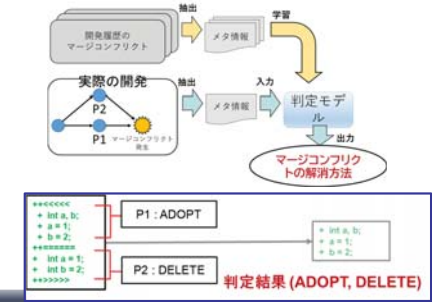 抽出
学習
開発履歴の
マージコンフリクト
メタ情報
実際の開発
P2
P1
マージコンフリクト
発生
抽出
メタ情報
入力
判定モデ
ル
出力
マージコンフリク
トの解消方法
++<<<<<
+ int a, b;
+ a = 1;
+ b = 2;
++======
+ int a = 1;
+ int b = 2;
++>>>>>
P1 : ADOPT
P2 : DELETE
+ int a, b;
+ a = 1;
+ b = 2;
判定結果 (ADOPT, DELETE)